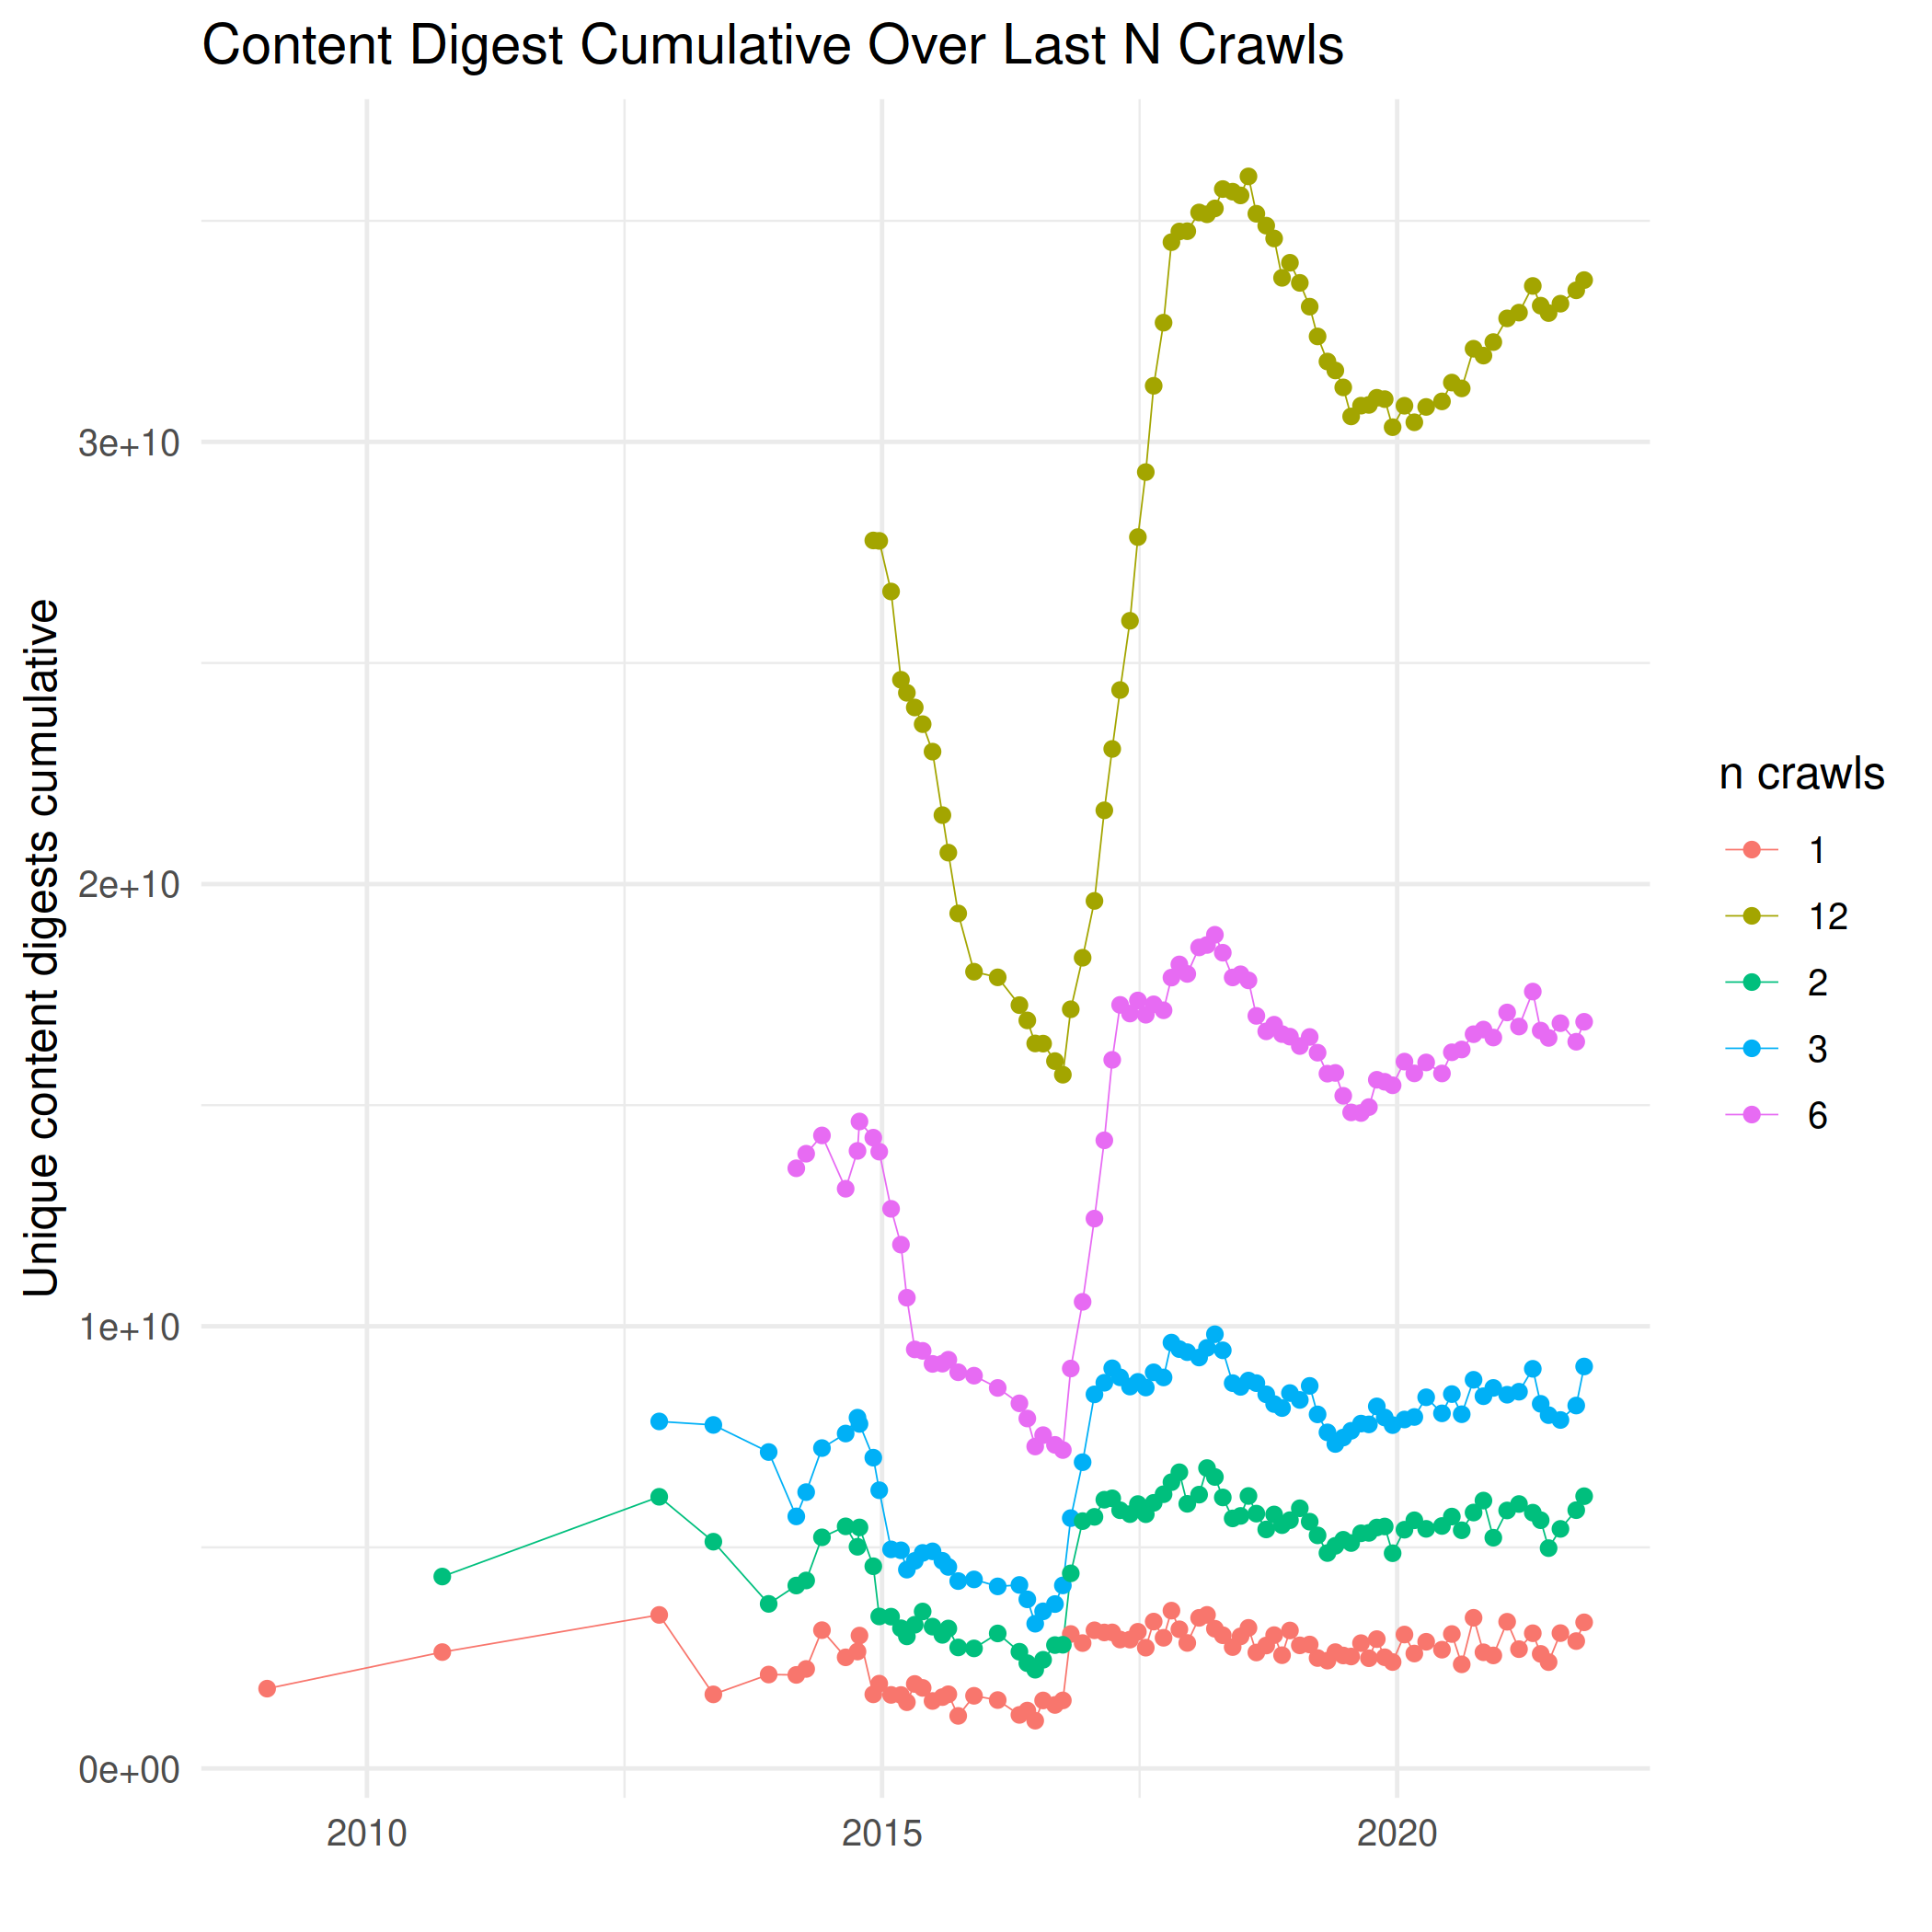 Content Digest Cumulative Over Last N Crawls
Unique content digests cumulative
3e+10
2e+10
1e+10
0e+00
2010
2015
2020
n crawls
1
12
2
3
6